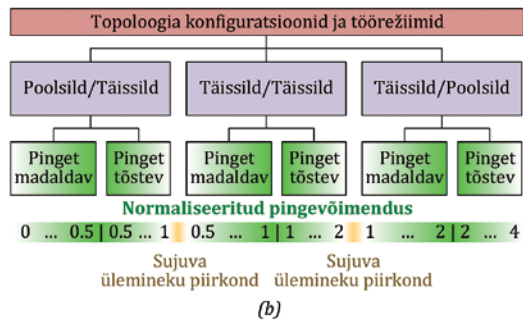 Topoloogia konfiguratsioonid ja töörežiimid
Poolsild/Täissild
Täissild/Täissild
Täissild/Poolsild
Pinget
madaldav
Pinget
tõstev
Pinget
madaldav
Pinget
tõstev
Pinget
madaldav
Pinget
tõstev
Normaliseeritud pingevõimendus
0 ... 0.5 | 0.5 ... 1 0.5 ... 1 | 1 ... 2 1 ... 2 | 2 ... 4
Sujuva
ülemineku piirkond
Sujuva
ülemineku piirkond
(b)